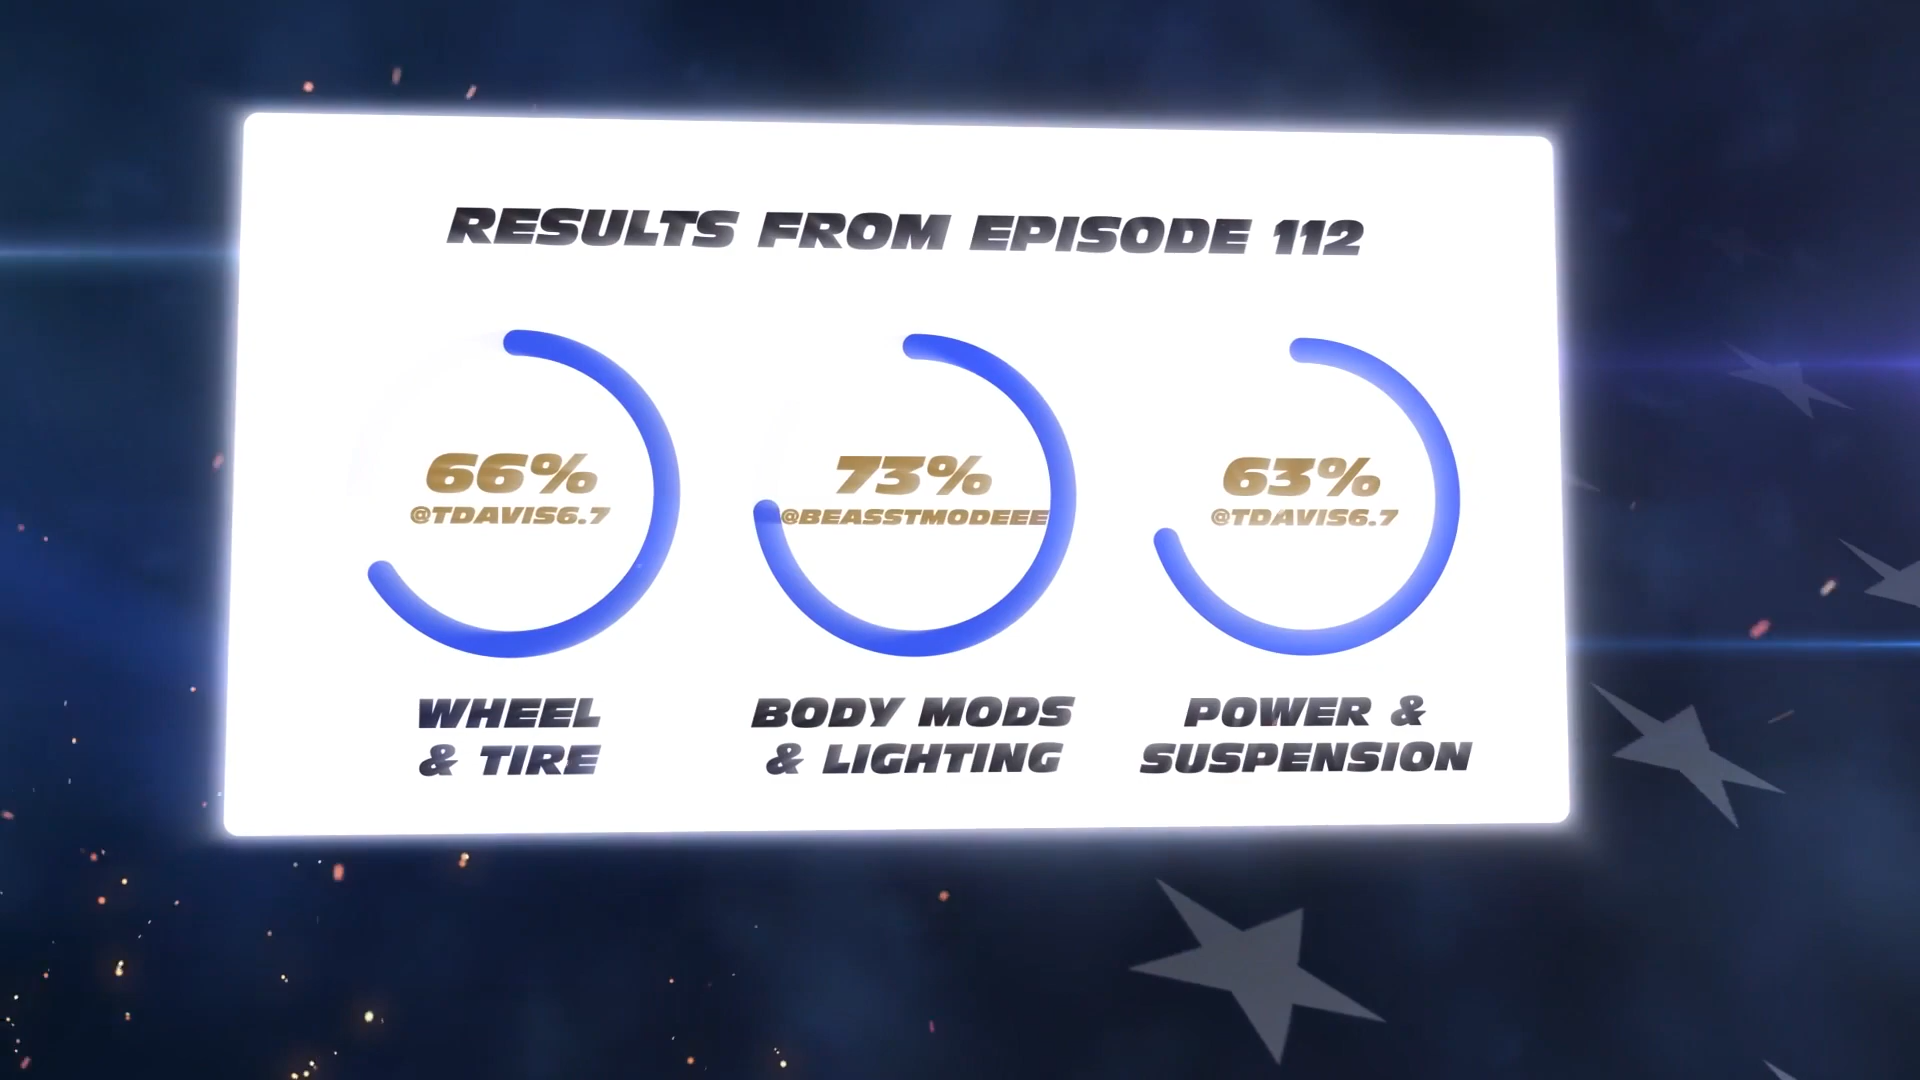 RESULTS FROM EPISODE 112
66%
@TDAVIS6.7
WHEEL
& TIRE
73%
@BEASSTMODEEE
BODY MODS
& LIGHTING
63%
@TDAVIS6.7
POWER &
SUSPENSION